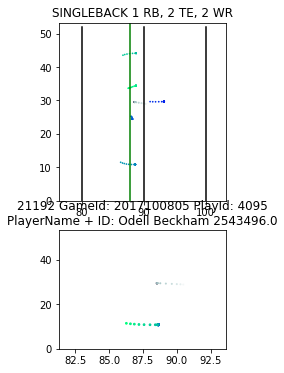 SINGLEBACK 1 RB, 2 TE, 2 WR
50
40
30
20
10
0
80 90 100
21192 GameId: 2017100805 PlayId: 4095
PlayerName + ID: Odell Beckham 2543496.0
40
20
0
82.5 85.0 87.5 90.0 92.5